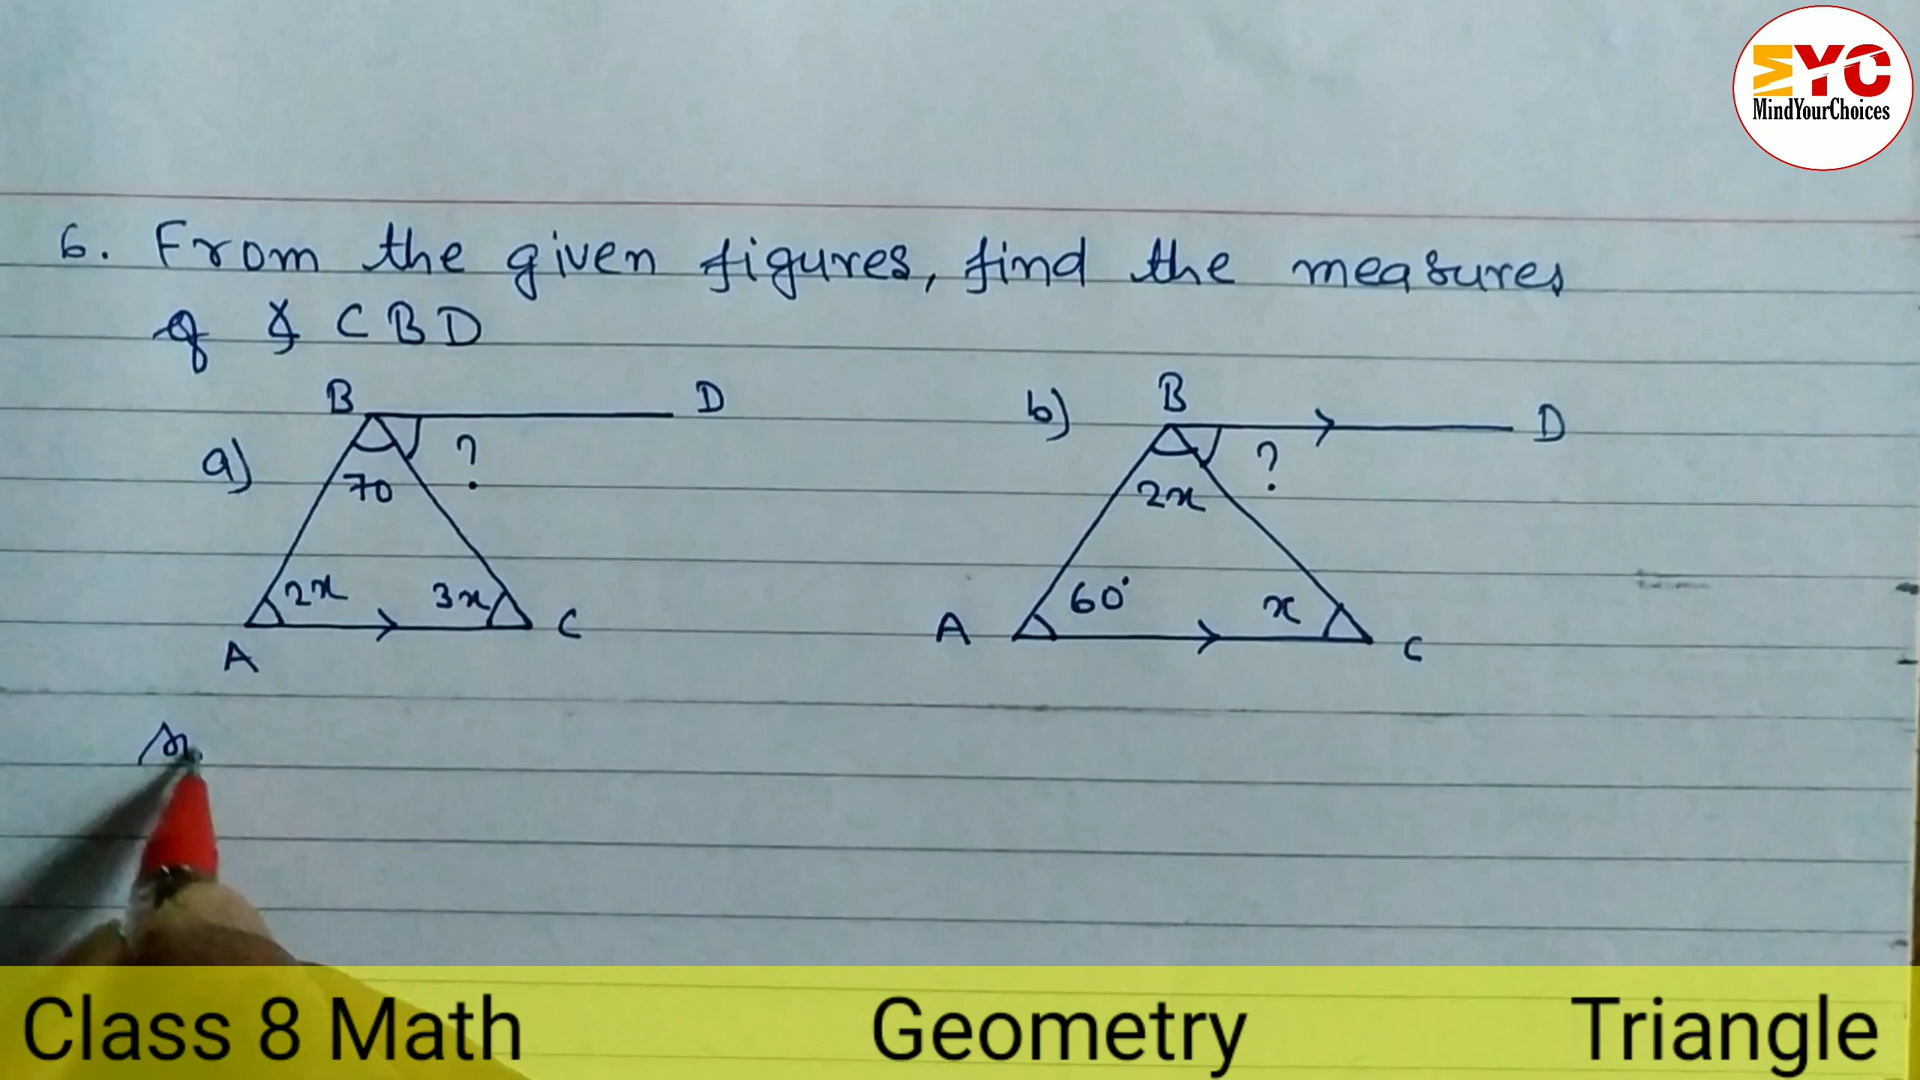 MYC
MindYourChoices
6. From the given figures, find the measures
of ∡ CBD
a)
B
D
?
70
2x
3x
A
C
b)
B
D
?
2x
60°
x
A
C
Class 8 Math
Geometry
Triangle